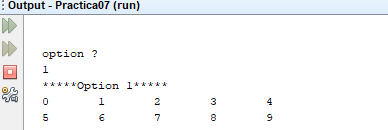 Output - Practica07 (run)
option ?
1
*****Option 1*****
0 1 2 3 4
5 6 7 8 9